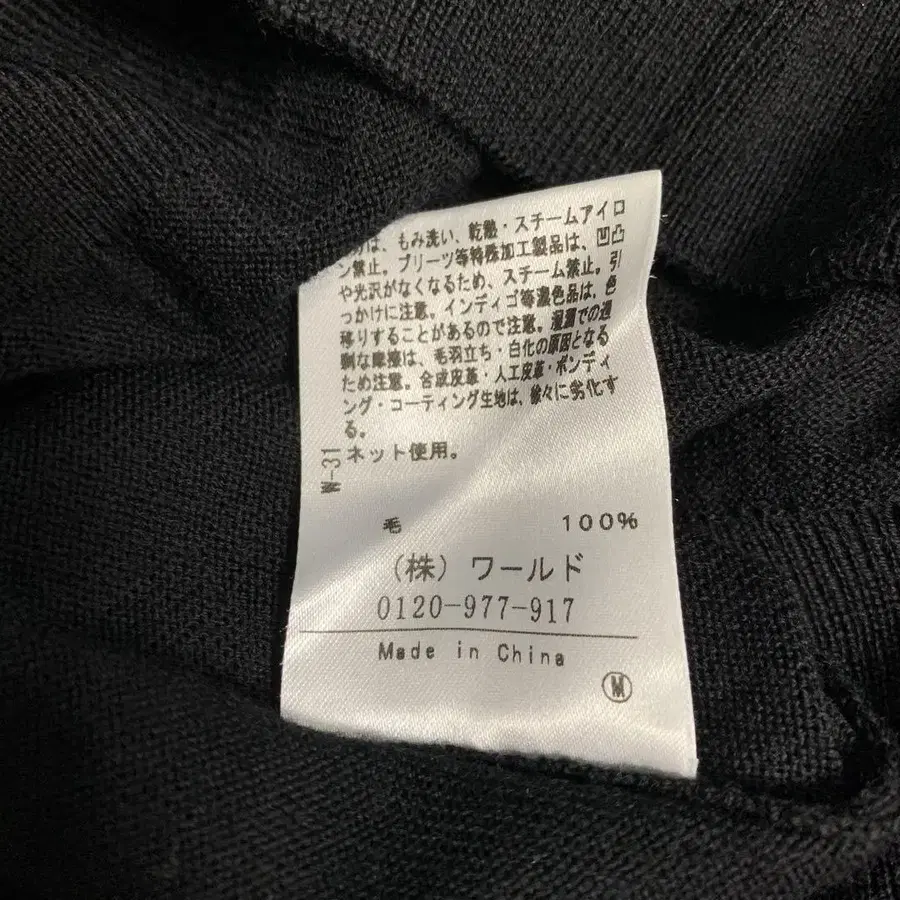 は、もみ洗い、乾熱・スチームアイロ
ン禁止。プリーツ等特殊加工製品は、凹凸
や光沢がなくなるため、スチーム禁止。引
っかけに注意。インディゴ等濃色品は、色
移りすることがあるので注意。湿潤での過
剰な摩擦は、毛羽立ち・白化の原因となる
ため注意。合成皮革・人工皮革・ボンディ
ング・コーティング生地は、徐々に劣化す
る。
ネット使用。
W-31
毛 100%
(株) ワールド
0120-977-917
Made in China
M